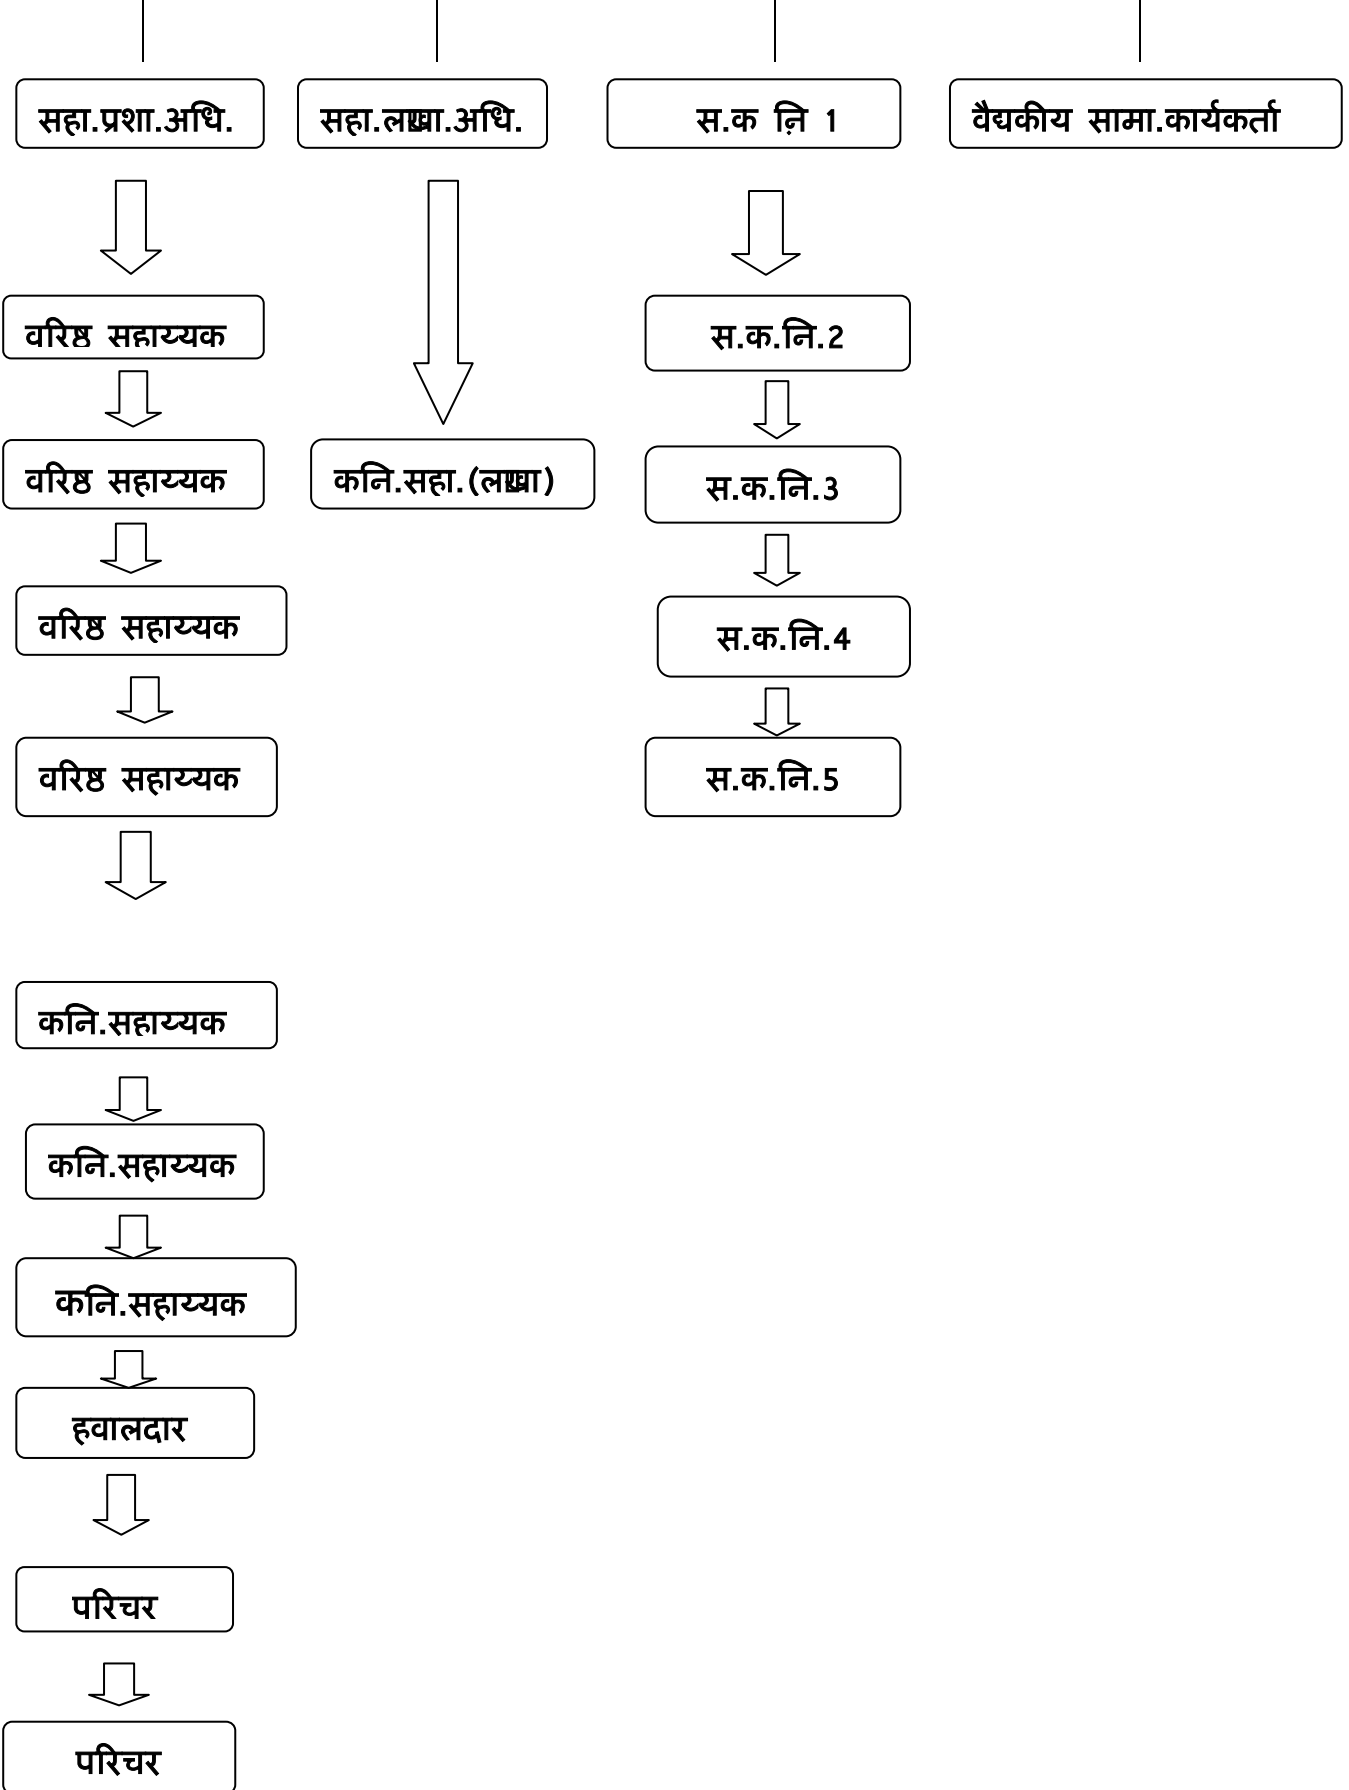 सहा.प्रशा.अधि.
सहा.लेखा.अधि.
स.क नि 1
वैद्यकीय सामा.कार्यकर्ता
वरिष्ठ सहाय्यक
स.क.नि.2
वरिष्ठ सहाय्यक
कनि.सहा.(लेखा)
स.क.नि.3
वरिष्ठ सहाय्यक
स.क.नि.4
वरिष्ठ सहाय्यक
स.क.नि.5
कनि.सहाय्यक
कनि.सहाय्यक
कनि.सहाय्यक
हवालदार
परिचर
परिचर